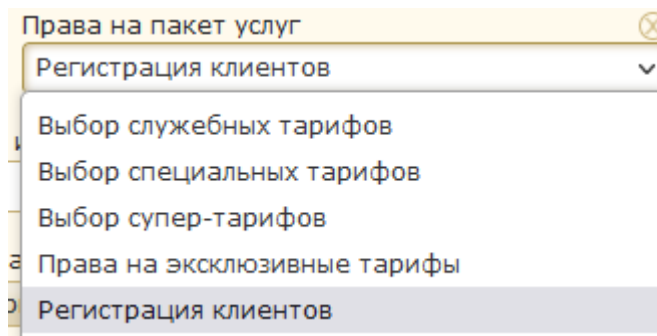 Права на пакет услуг
Регистрация клиентов
Выбор служебных тарифов
Выбор специальных тарифов
Выбор супер-тарифов
Права на эксклюзивные тарифы
Регистрация клиентов